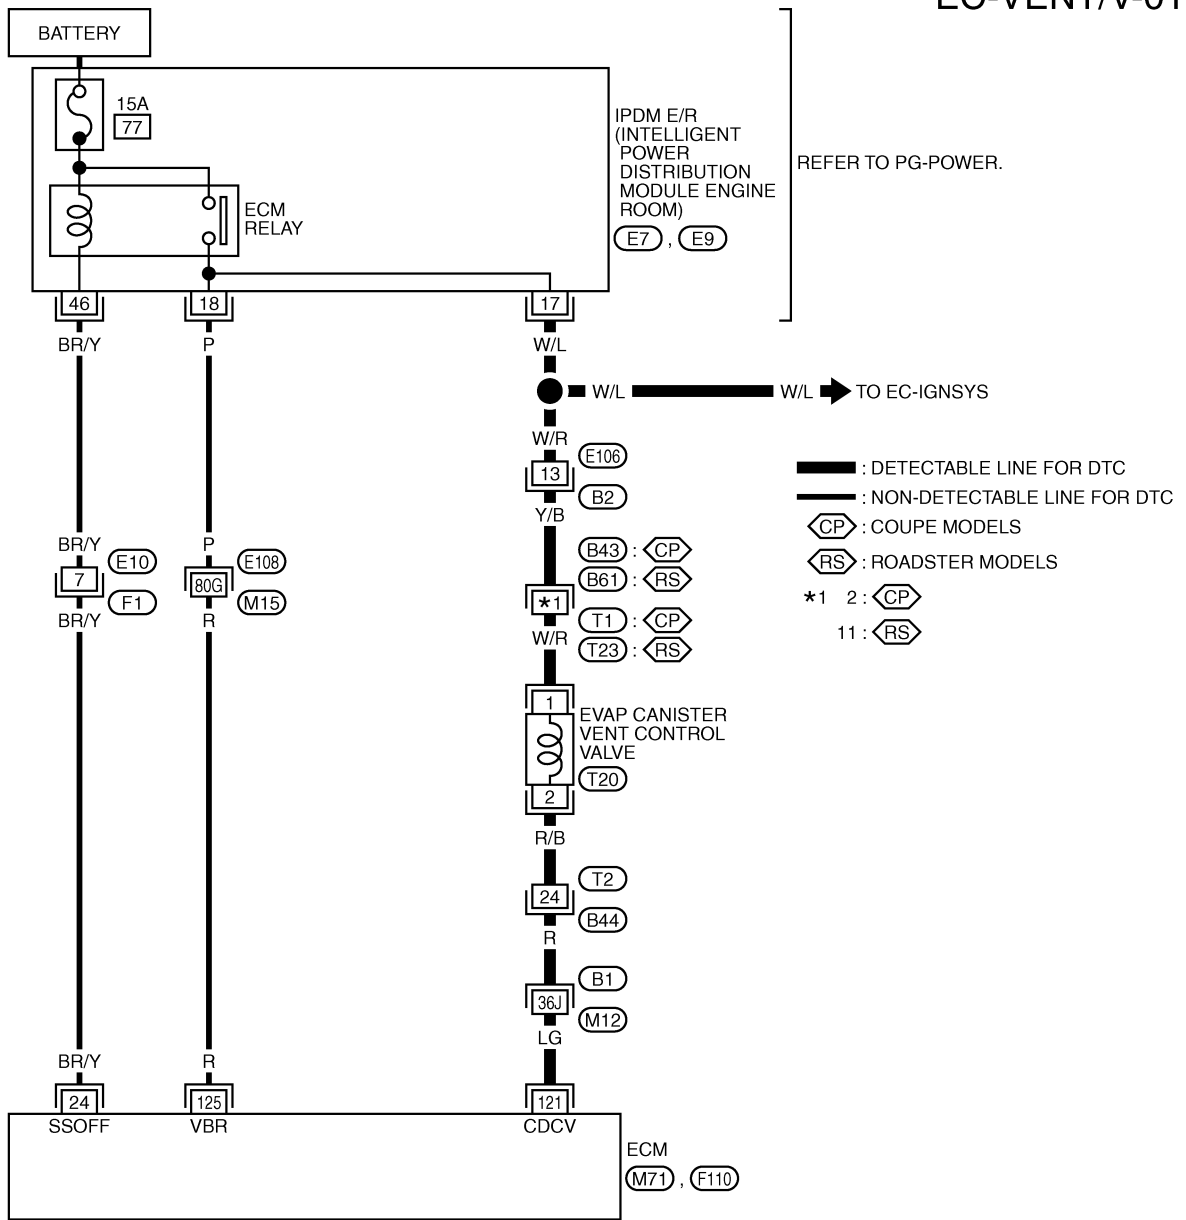 EC-VENT/V-01
BATTERY
15A
77
IPDM E/R
(INTELLIGENT
POWER
DISTRIBUTION
MODULE ENGINE
ROOM)
E7 , E9
REFER TO PG-POWER.
ECM
RELAY
46
18
17
BR/Y
P
W/L
W/L
W/L
TO EC-IGNSYS
W/R
E106
13
B2
Y/B
: DETECTABLE LINE FOR DTC
: NON-DETECTABLE LINE FOR DTC
CP : COUPE MODELS
RS : ROADSTER MODELS
*1 2 : CP
11 : RS
BR/Y
E10
7
F1
BR/Y
P
E108
80G
M15
R
B43 : CP
B61 : RS
*1
T1 : CP
T23 : RS
W/R
1
EVAP CANISTER
VENT CONTROL
VALVE
T20
2
R/B
T2
24
B44
R
B1
36J
M12
LG
BR/Y
R
24
125
121
SSOFF
VBR
CDCV
ECM
M71 , F110